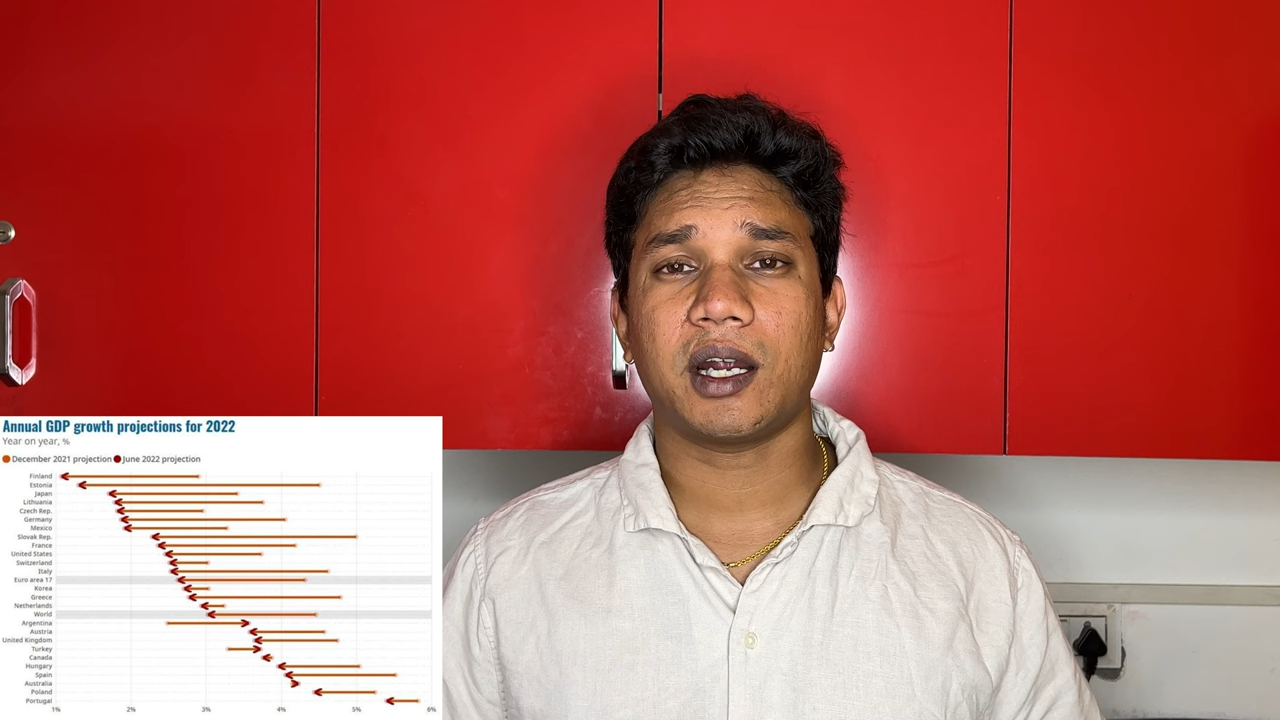 Annual GDP growth projections for 2022
Year on year, %
December 2021 projection June 2022 projection
Finland
Estonia
Japan
Lithuania
Czech Rep.
Germany
Mexico
Slovak Rep.
France
United States
Switzerland
Italy
Euro area 17
Korea
Greece
Netherlands
World
Argentina
Austria
United Kingdom
Turkey
Canada
Hungary
Spain
Australia
Poland
Portugal
1% 2% 3% 4% 5% 6%